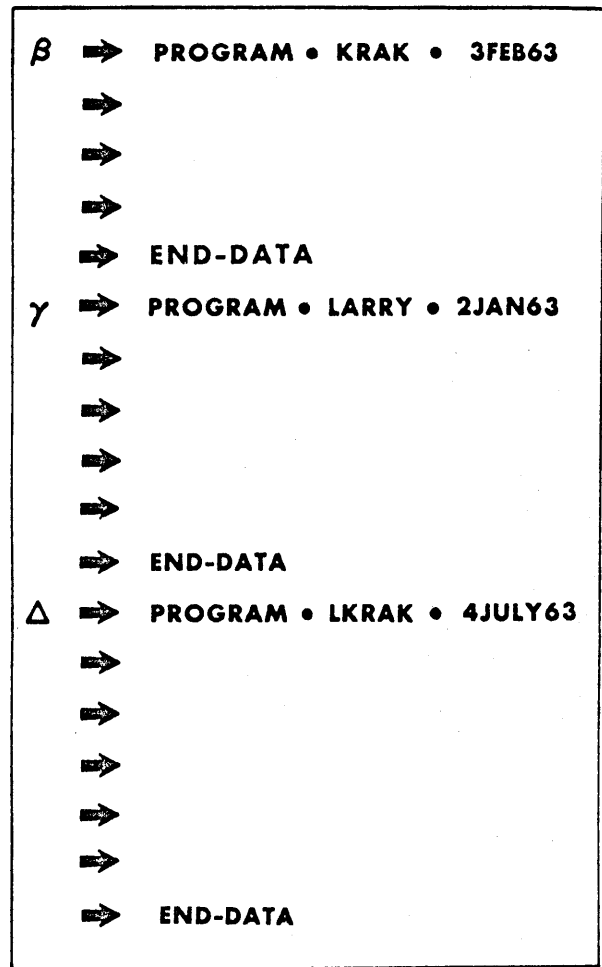 β ➡ PROGRAM • KRAK • 3FEB63
➡
➡
➡
➡ END-DATA
γ ➡ PROGRAM • LARRY • 2JAN63
➡
➡
➡
➡
➡ END-DATA
Δ ➡ PROGRAM • LKRAK • 4JULY63
➡
➡
➡
➡
➡
➡ END-DATA